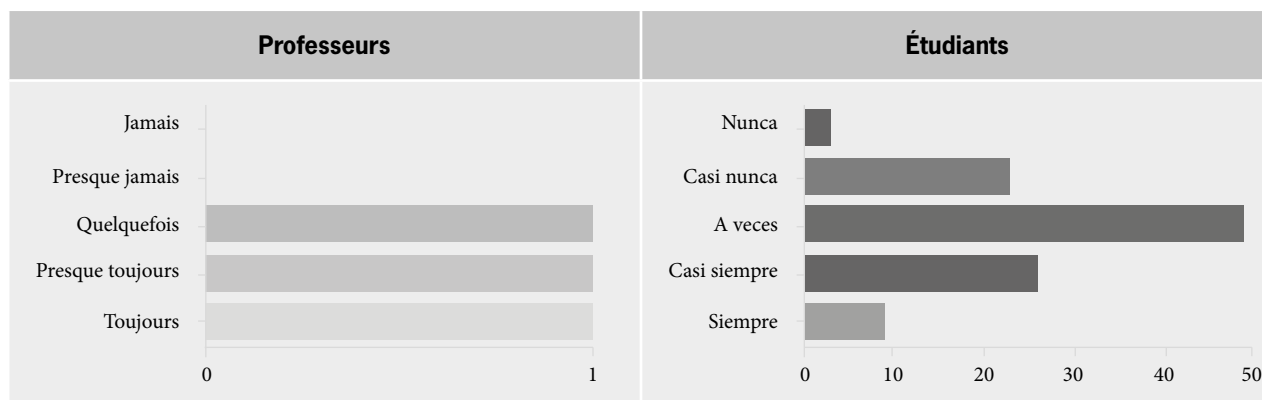 Professeurs
Jamais
Presque jamais
Quelquefois
Presque toujours
Toujours
0 1
Étudiants
Nunca
Casi nunca
A veces
Casi siempre
Siempre
0 10 20 30 40 50